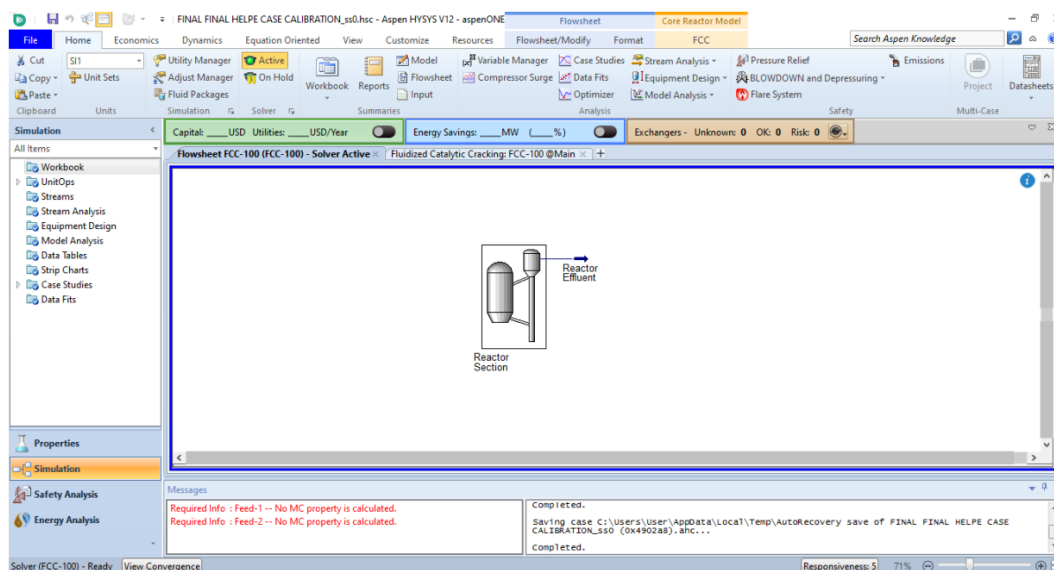 FINAL FINAL HELPE CASE CALIBRATION_ss0.hsc - Aspen HYSYS V12 - aspenONE
Flowsheet
Core Reactor Model
File
Home
Economics
Dynamics
Equation Oriented
View
Customize
Resources
Flowsheet/Modify
Format
FCC
Search Aspen Knowledge
Cut
SI1
Utility Manager
Active
Model
Variable Manager
Case Studies
Stream Analysis
Pressure Relief
Emissions
Copy
Unit Sets
Adjust Manager
On Hold
Workbook
Reports
Flowsheet
Compressor Surge
Data Fits
Equipment Design
BLOWDOWN and Depressuring
Project
Datasheets
Paste
Fluid Packages
Input
Optimizer
Model Analysis
Flare System
Clipboard
Units
Simulation
Solver
Summaries
Analysis
Safety
Multi-Case
Simulation
Capital: ____USD Utilities: ____USD/Year
Energy Savings: ____MW (____%)
Exchangers - Unknown: 0 OK: 0 Risk: 0
All Items
Flowsheet FCC-100 (FCC-100) - Solver Active
Fluidized Catalytic Cracking: FCC-100 @Main
+
Workbook
UnitOps
Streams
Stream Analysis
Equipment Design
Model Analysis
Data Tables
Strip Charts
Case Studies
Data Fits
Reactor
Effluent
Reactor
Section
Properties
Simulation
Safety Analysis
Energy Analysis
Messages
Required Info : Feed-1 -- No MC property is calculated.
Required Info : Feed-2 -- No MC property is calculated.
Completed.
Saving case C:\Users\User\AppData\Local\Temp\AutoRecovery save of FINAL FINAL HELPE CASE
CALIBRATION_ss0 (0x4902a8).ahc...
Completed.
Solver (FCC-100) - Ready
View Convergence
Responsiveness: 5
71%